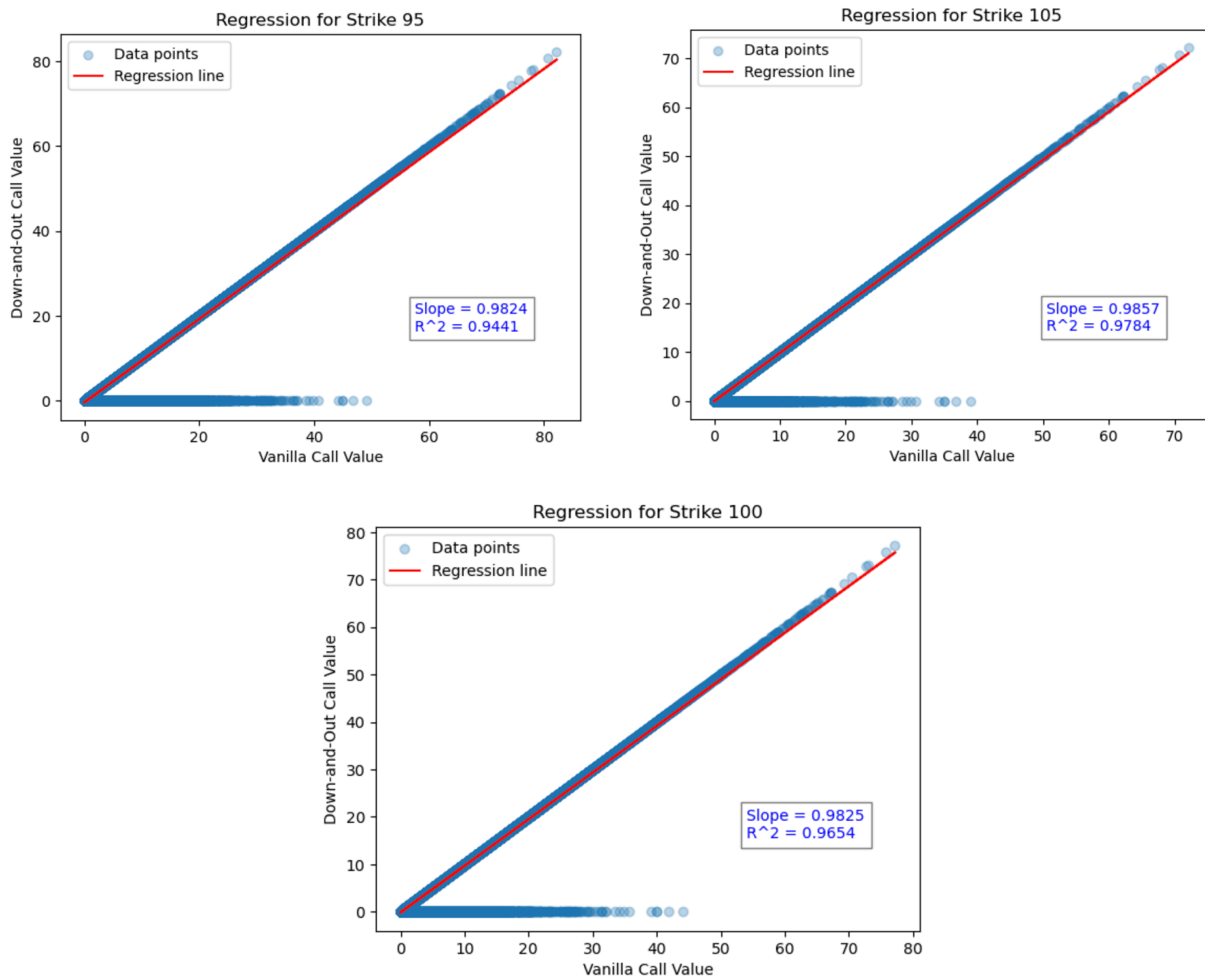 Regression for Strike 95
Data points
Regression line
Down-and-Out Call Value
80
60
40
20
0
Slope = 0.9824
R^2 = 0.9441
0 20 40 60 80
Vanilla Call Value
Regression for Strike 105
Data points
Regression line
Down-and-Out Call Value
70
60
50
40
30
20
10
0
Slope = 0.9857
R^2 = 0.9784
0 10 20 30 40 50 60 70
Vanilla Call Value
Regression for Strike 100
Data points
Regression line
Down-and-Out Call Value
80
70
60
50
40
30
20
10
0
Slope = 0.9825
R^2 = 0.9654
0 10 20 30 40 50 60 70 80
Vanilla Call Value